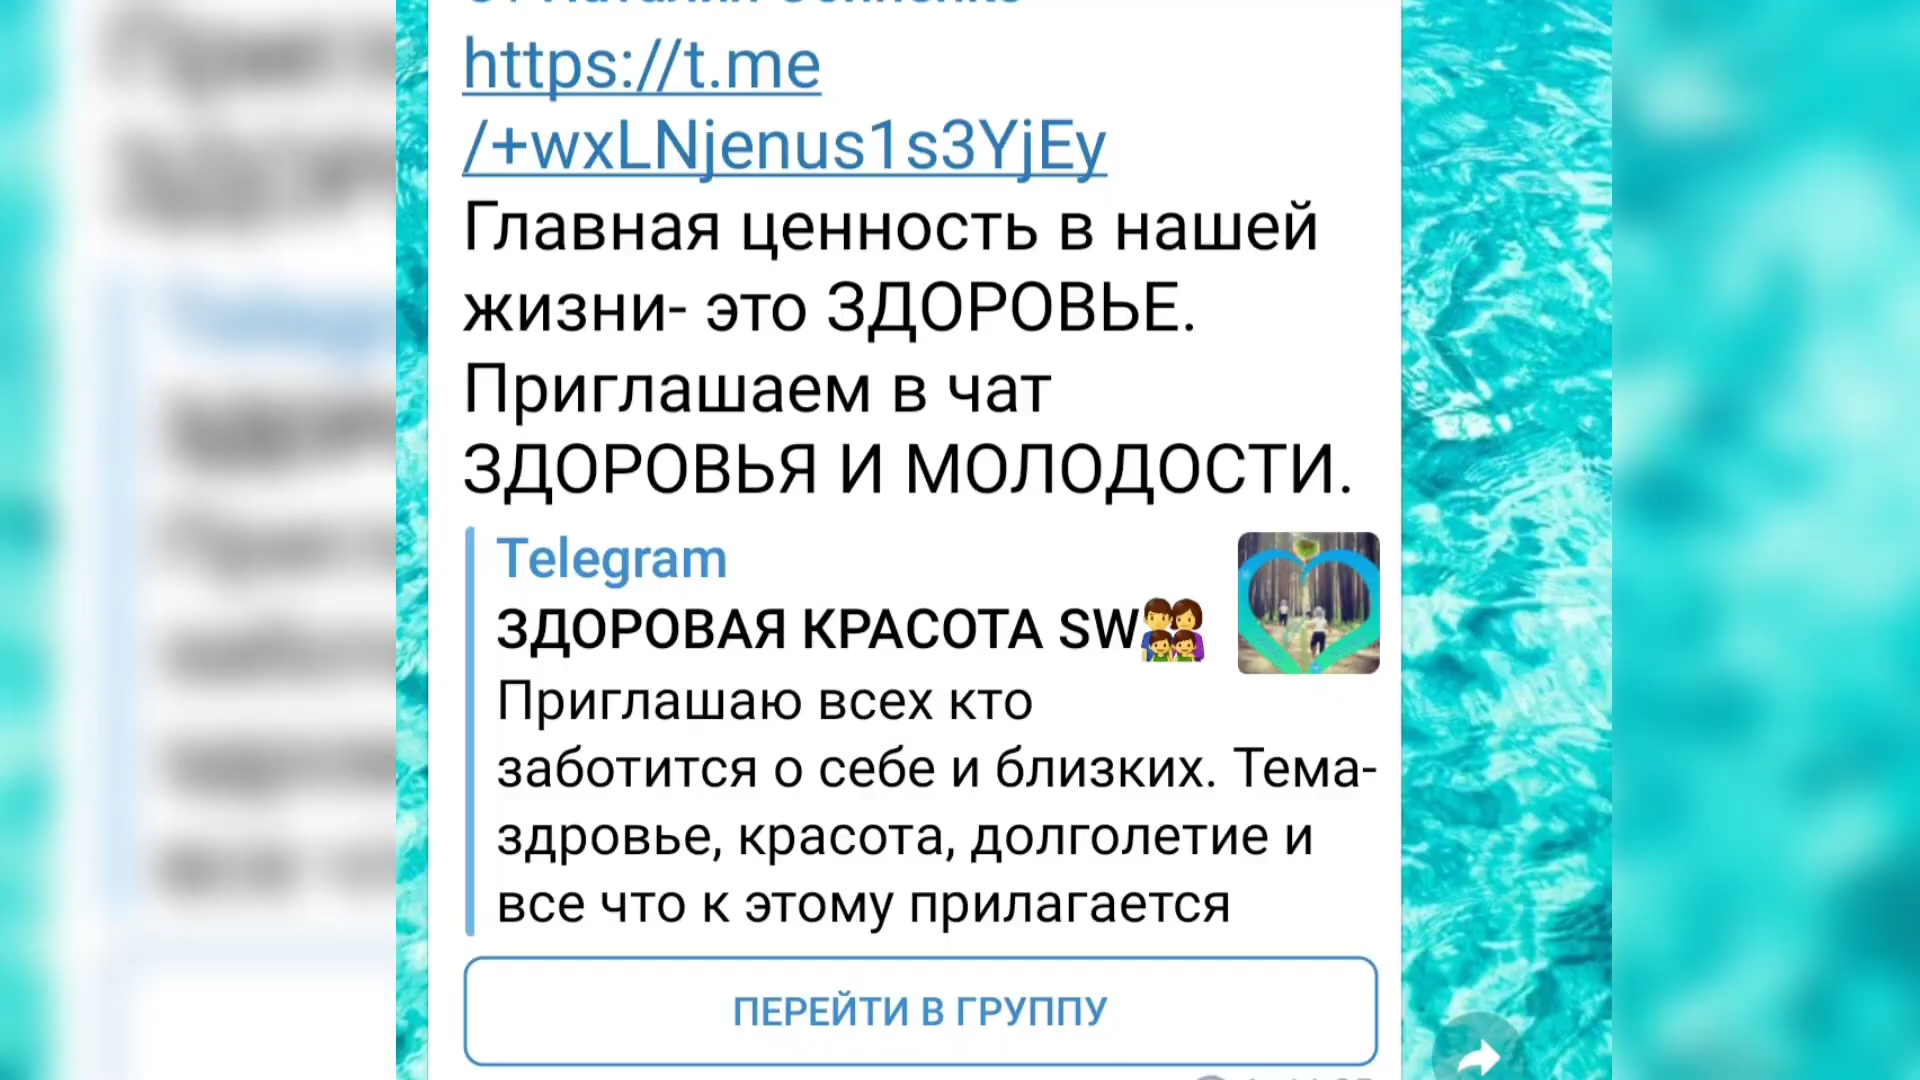 https://t.me
/+wxLNjenus1s3YjEy
Главная ценность в нашей
жизни- это ЗДОРОВЬЕ.
Приглашаем в чат
ЗДОРОВЬЯ И МОЛОДОСТИ.
Telegram
ЗДОРОВАЯ КРАСОТА SW
Приглашаю всех кто
заботится о себе и близких. Тема-
здровье, красота, долголетие и
все что к этому прилагается
ПЕРЕЙТИ В ГРУППУ